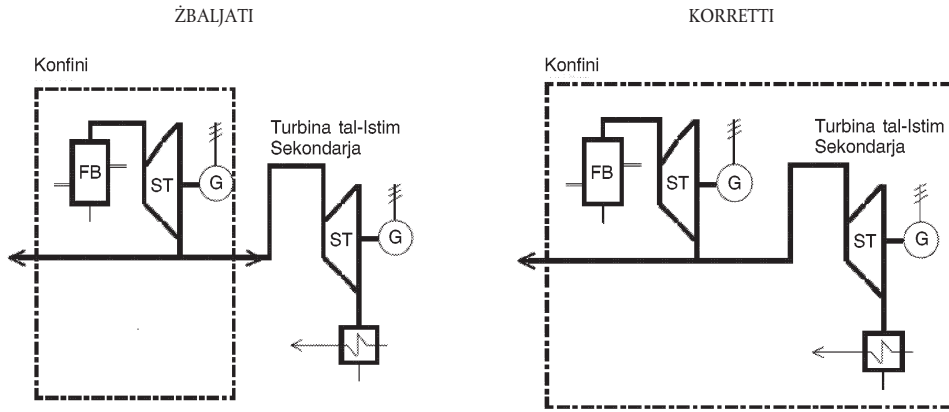 ŻBALJATI
Konfini
FB
ST
G
Turbina tal-Istim
Sekondarja
ST
G
KORRETTI
Konfini
FB
ST
G
Turbina tal-Istim
Sekondarja
ST
G